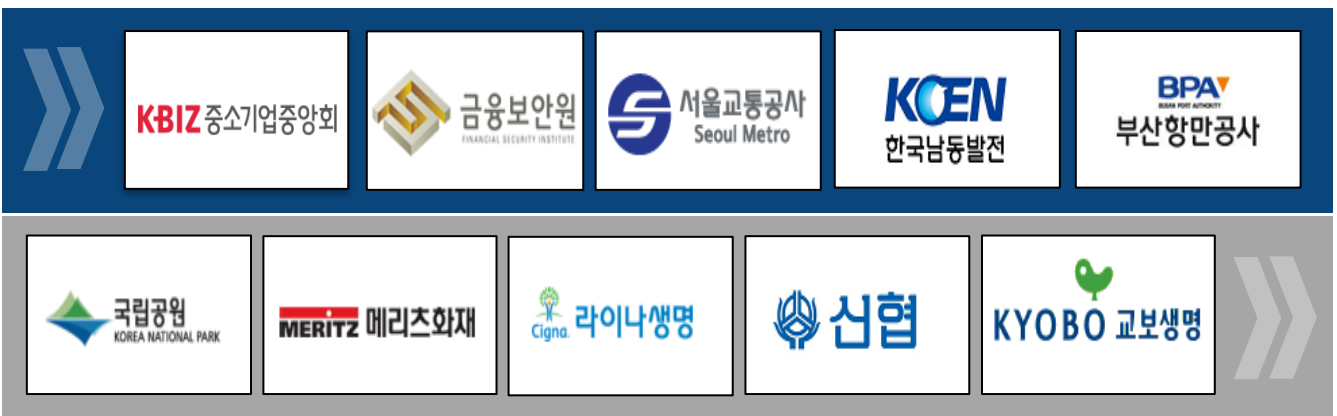 K-BIZ 중소기업중앙회
금융보안원
FINANCIAL SECURITY INSTITUTE
서울교통공사
Seoul Metro
KOEN
한국남동발전
BPA
BUSAN PORT AUTHORITY
부산항만공사
국립공원
KOREA NATIONAL PARK
MERITZ 메리츠화재
Cigna. 라이나생명
신협
KYOBO 교보생명